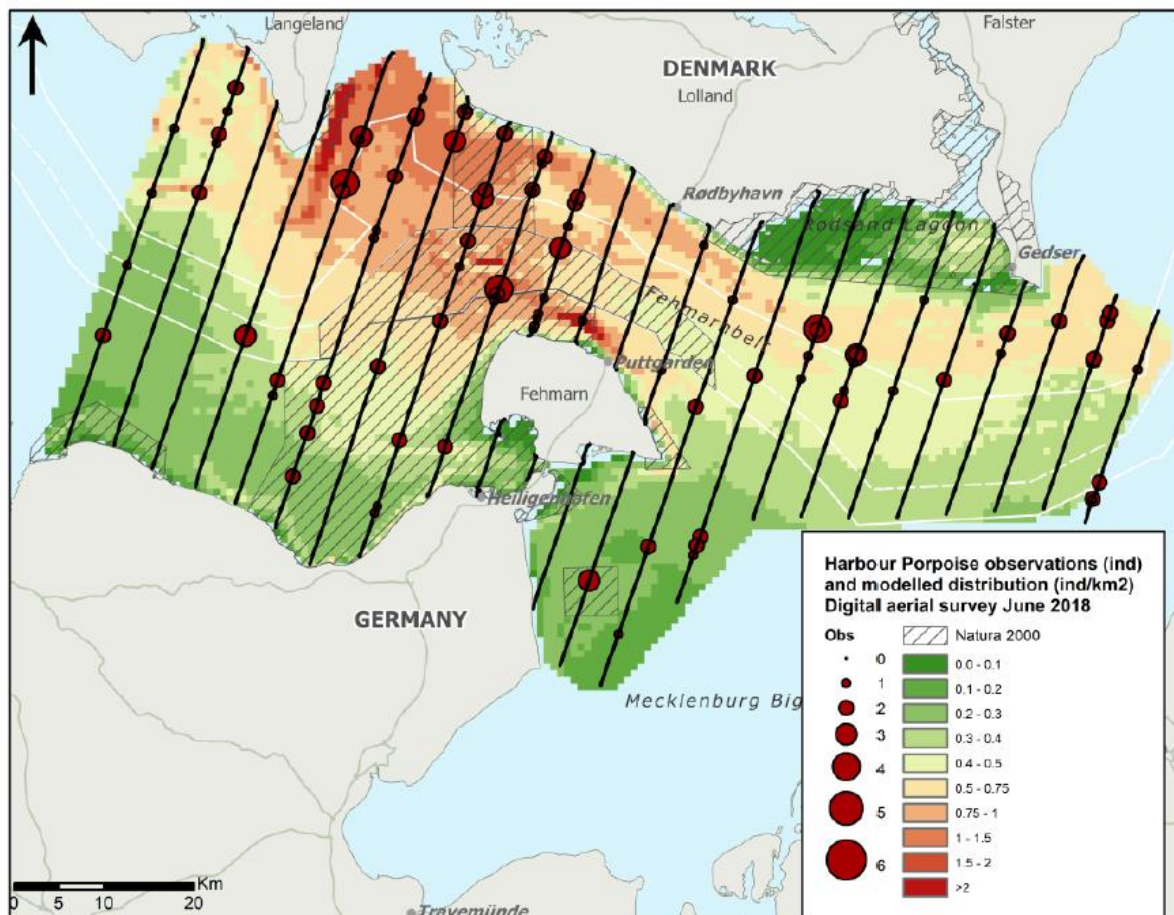 Langeland
Falster
DENMARK
Lolland
Rødbyhavn
Rødsand Lagoon
Gedser
Fehmarnbelt
Puttgarden
Fehmarn
Heiligenhafen
GERMANY
Mecklenburg Big
Travemünde
Harbour Porpoise observations (ind)
and modelled distribution (ind/km2)
Digital aerial survey June 2018
Obs
Natura 2000
0
0.0 - 0.1
1
0.1 - 0.2
2
0.2 - 0.3
3
0.3 - 0.4
4
0.4 - 0.5
0.5 - 0.75
5
0.75 - 1
1 - 1.5
6
1.5 - 2
>2
Km
0 5 10 20